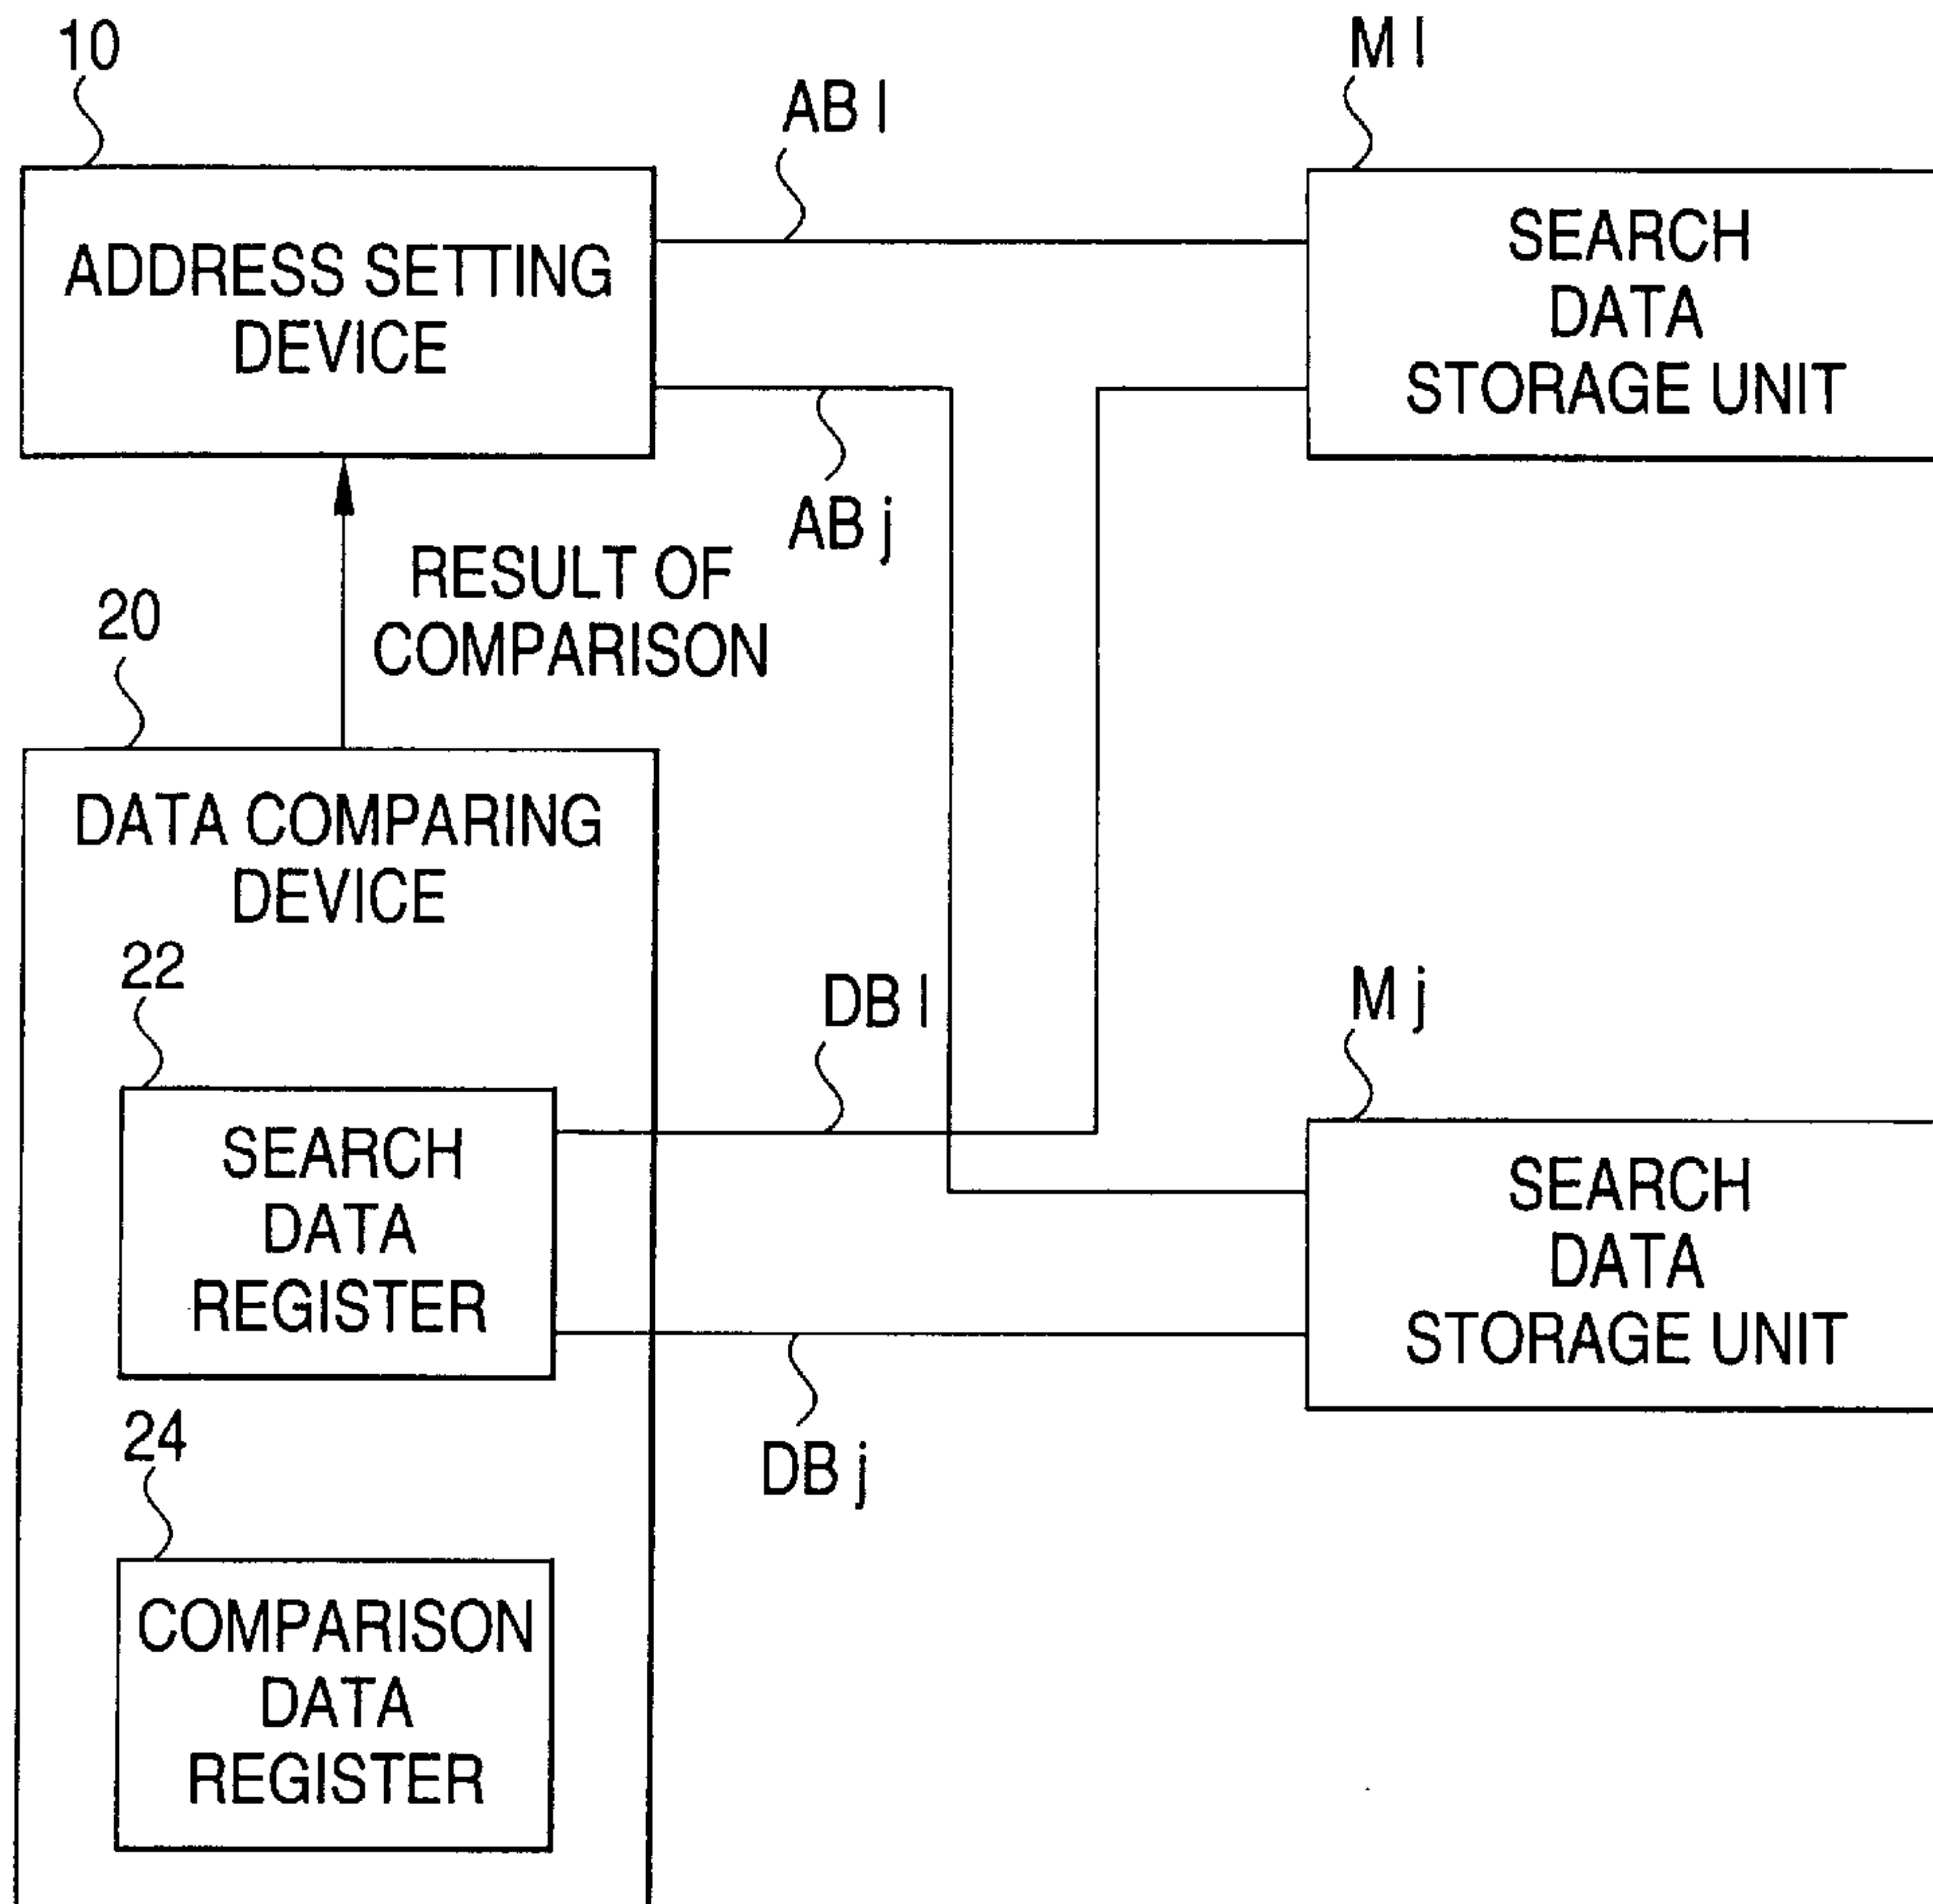 10
M I
AB I
ADDRESS SETTING
DEVICE
SEARCH
DATA
STORAGE UNIT
AB j
RESULT OF
COMPARISON
20
DATA COMPARING
DEVICE
22
DB I
M j
SEARCH
DATA
REGISTER
SEARCH
DATA
STORAGE UNIT
DB j
24
COMPARISON
DATA
REGISTER